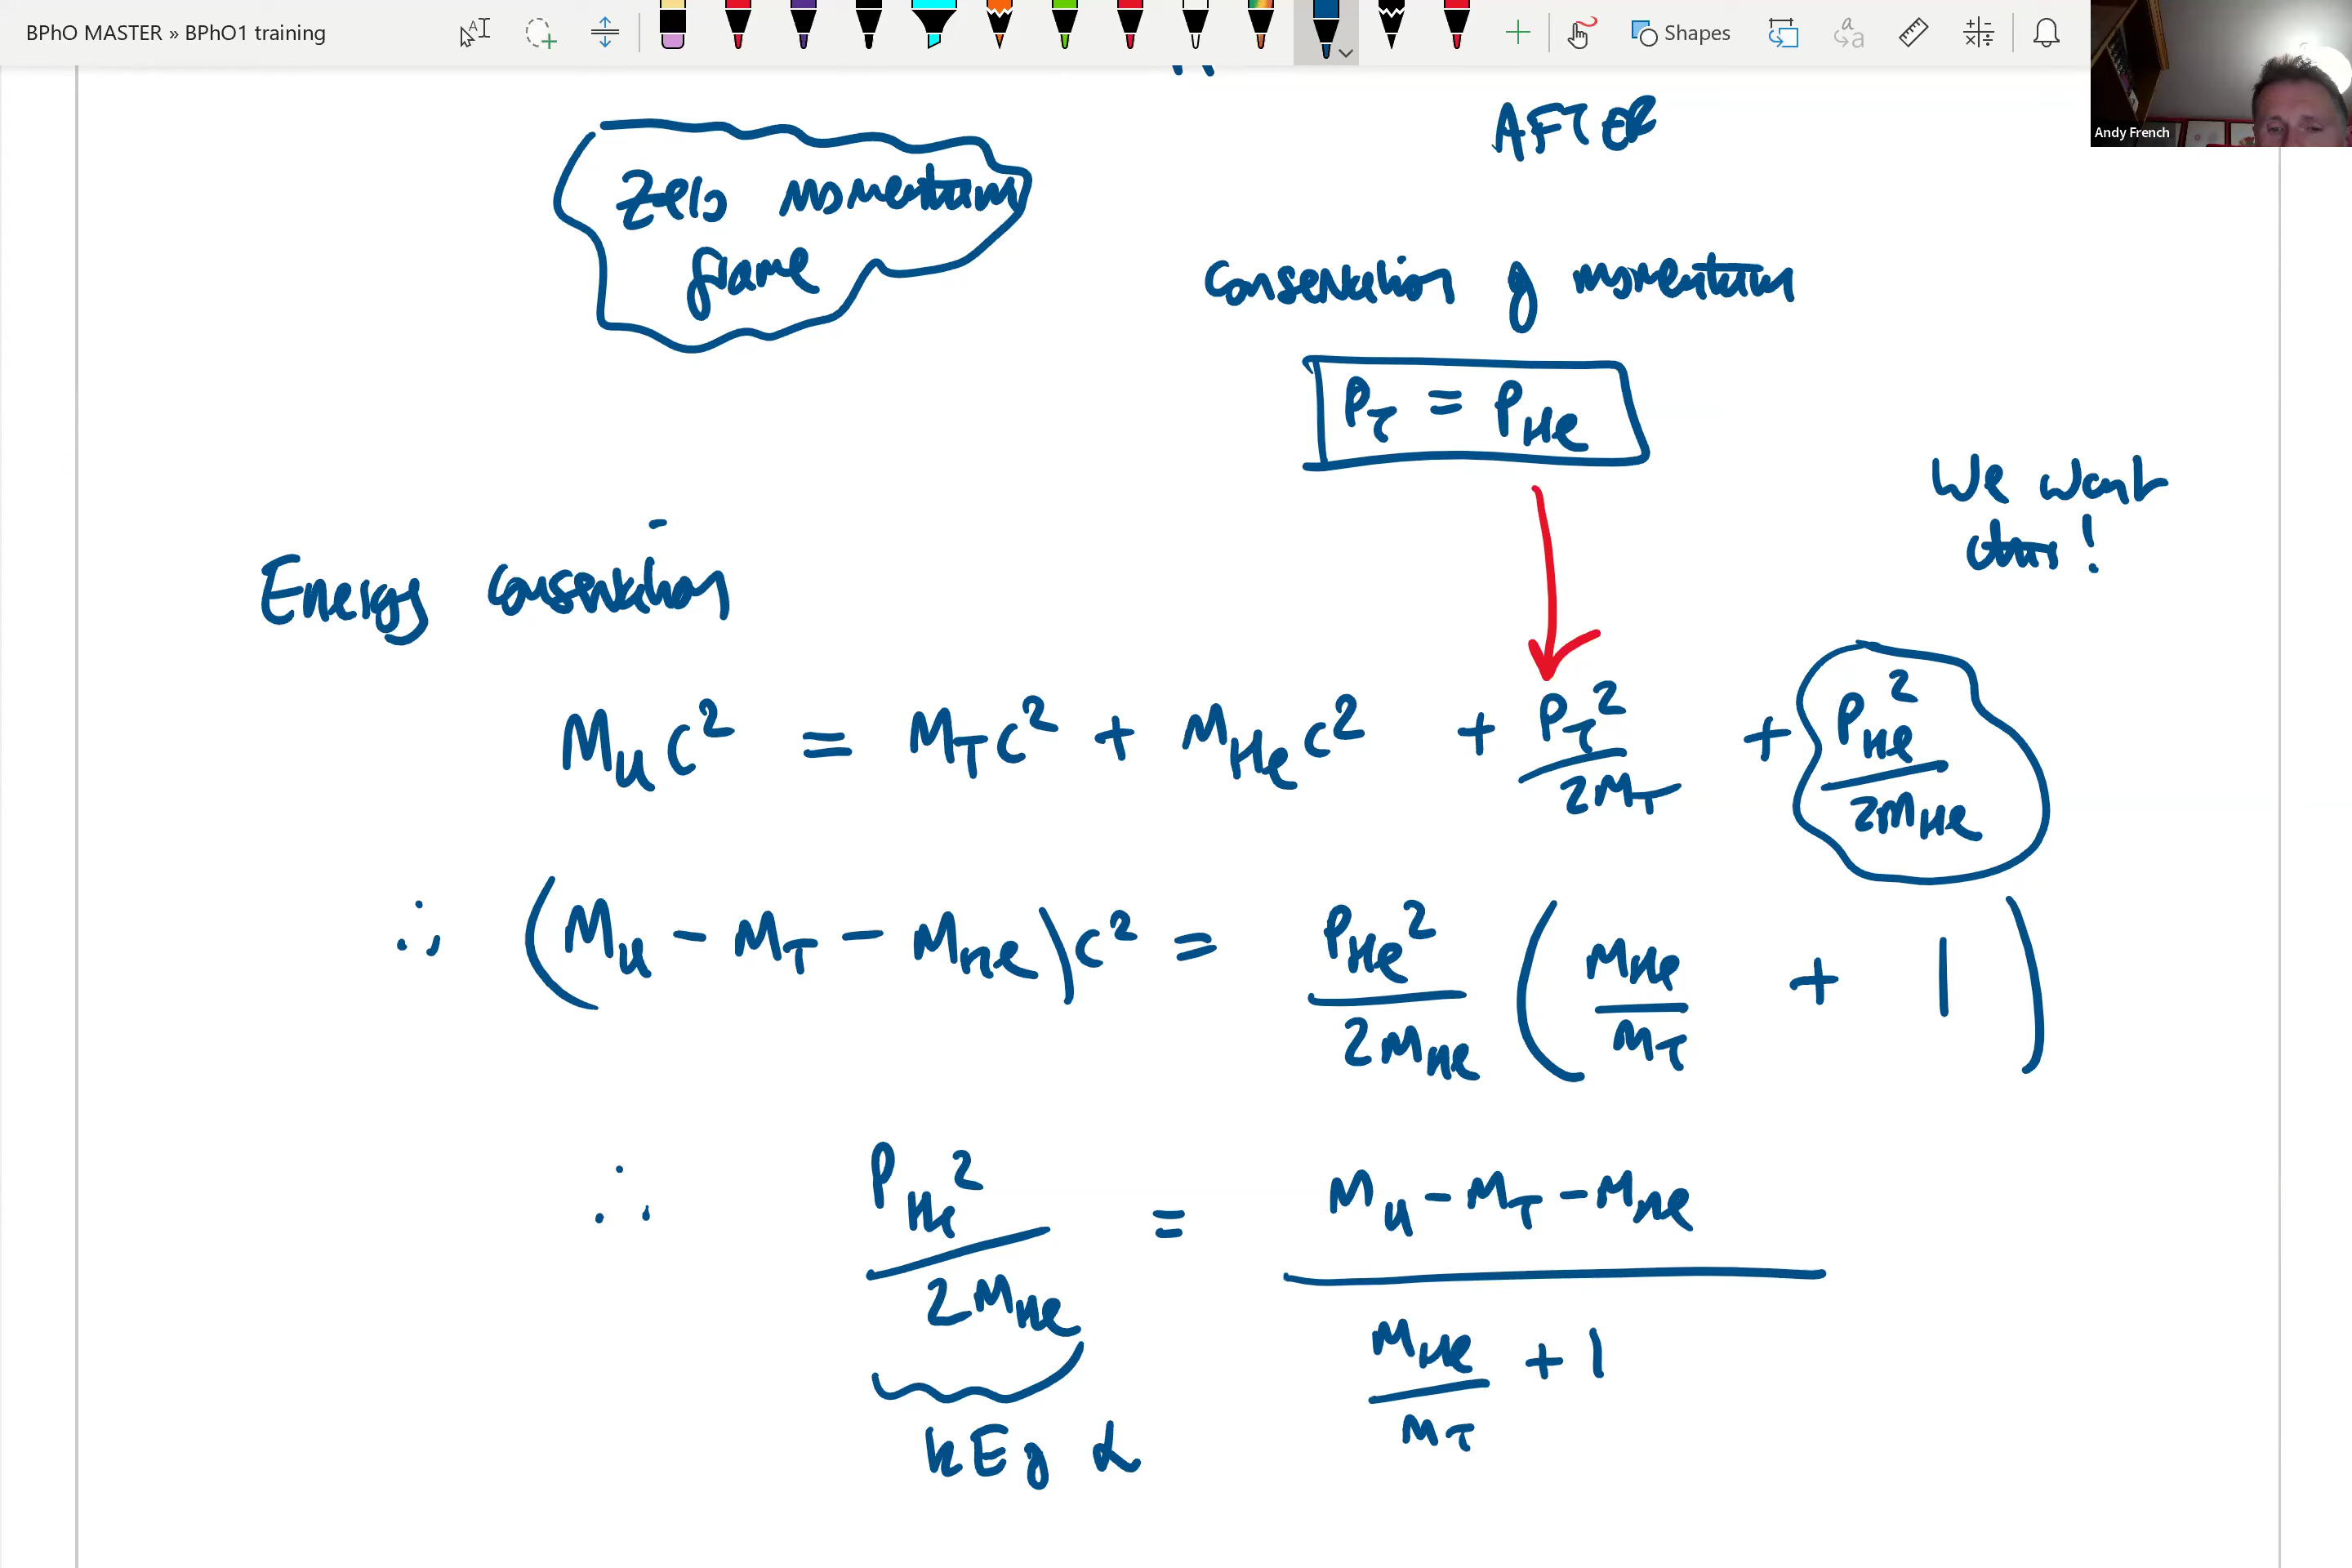 BPhO MASTER » BPhO1 training
Shapes
Andy French
AFTER
Zero momentum
frame
Conservation of momentum
P_T = P_He
We want
this!
Energy conservation
M_U c² = M_T c² + M_He c² + P_T²/2M_T + P_He²/2M_He
∴ (M_U − M_T − M_He)c² = P_He²/2M_He (M_He/M_T + 1)
∴ P_He²/2M_He = (M_U − M_T − M_He)/(M_He/M_T + 1)
KE of α